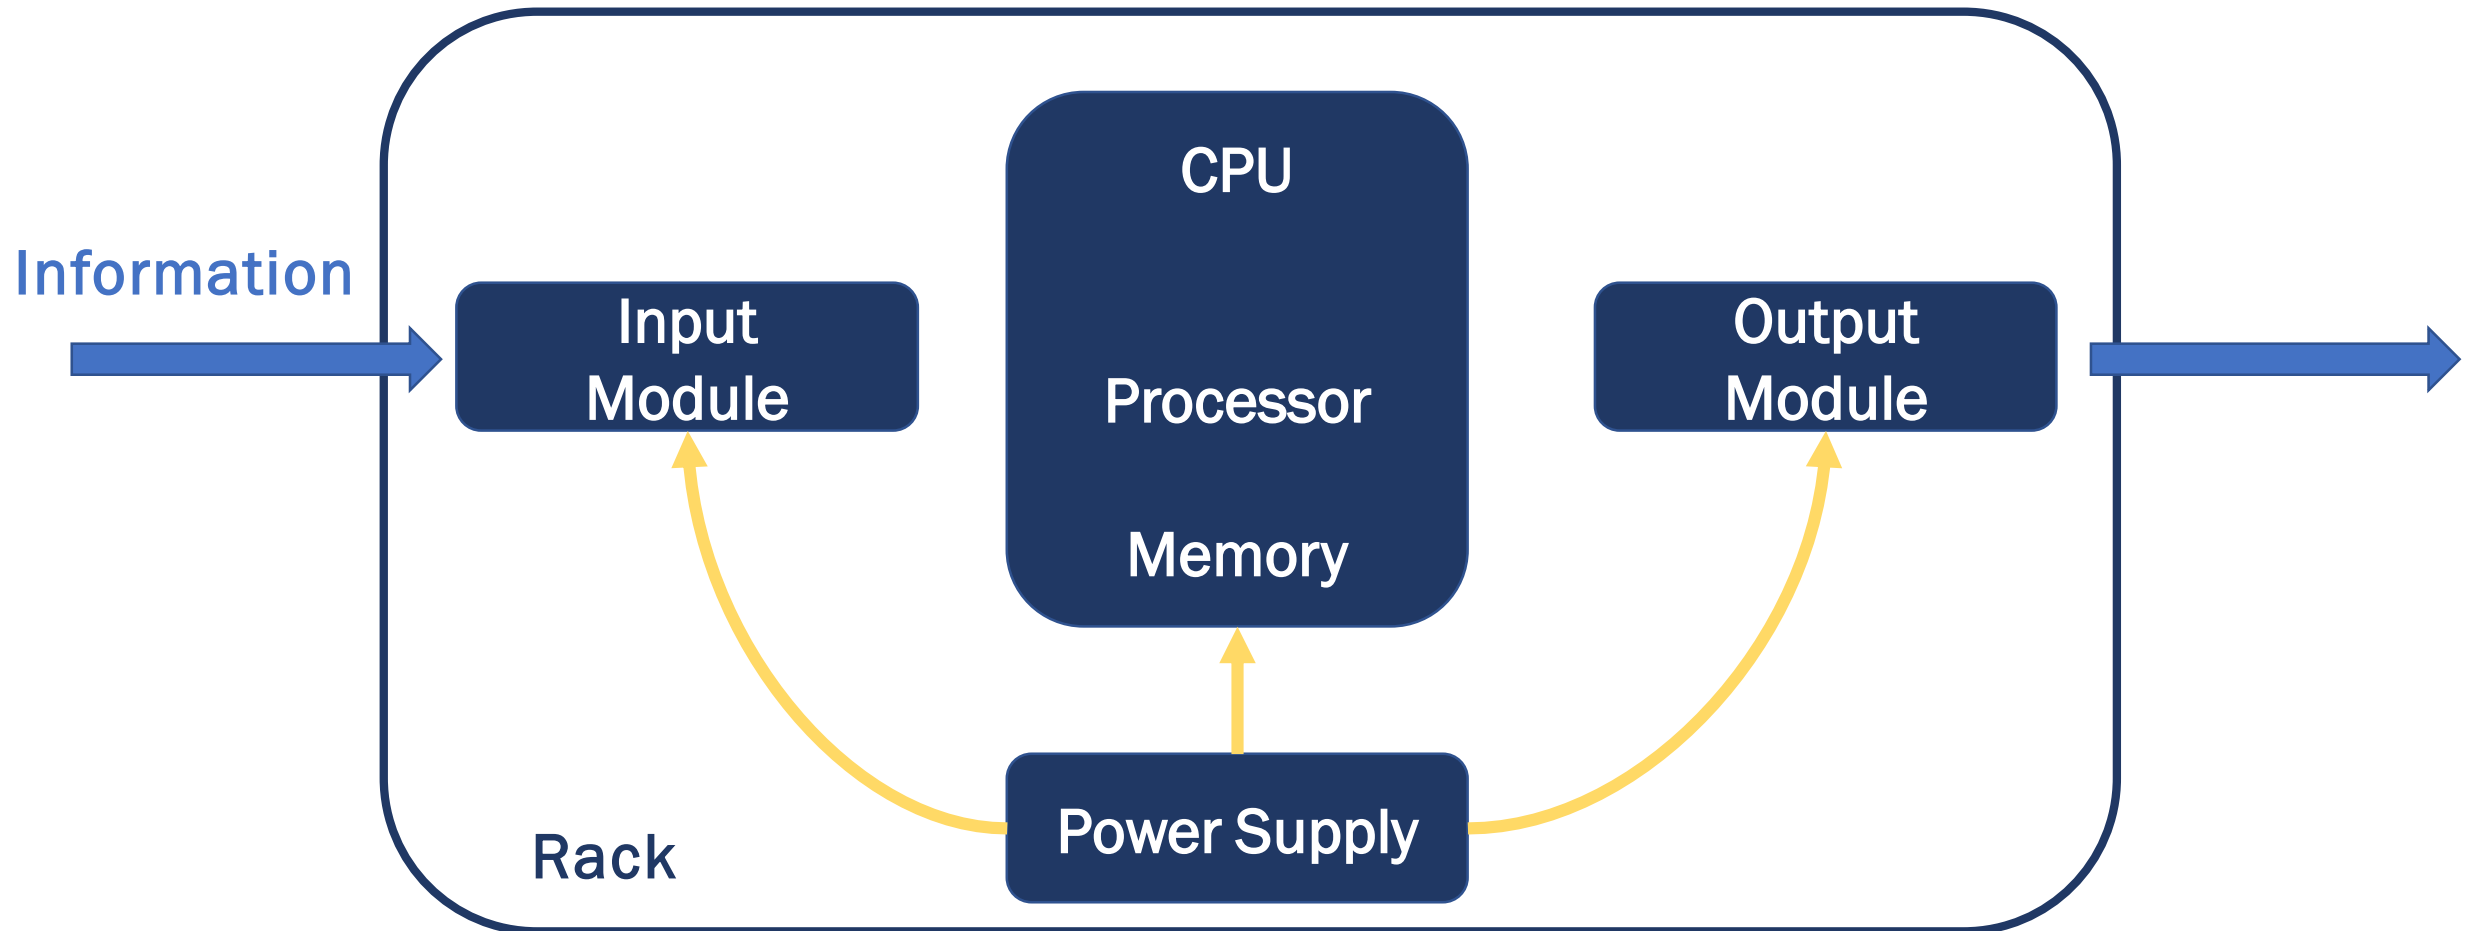 Information
Input
Module
CPU
Processor
Memory
Output
Module
Power Supply
Rack